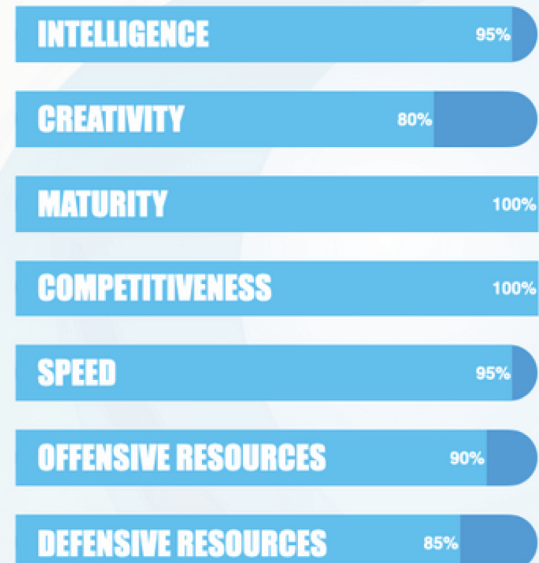 INTELLIGENCE 95%
CREATIVITY 80%
MATURITY 100%
COMPETITIVENESS 100%
SPEED 95%
OFFENSIVE RESOURCES 90%
DEFENSIVE RESOURCES 85%